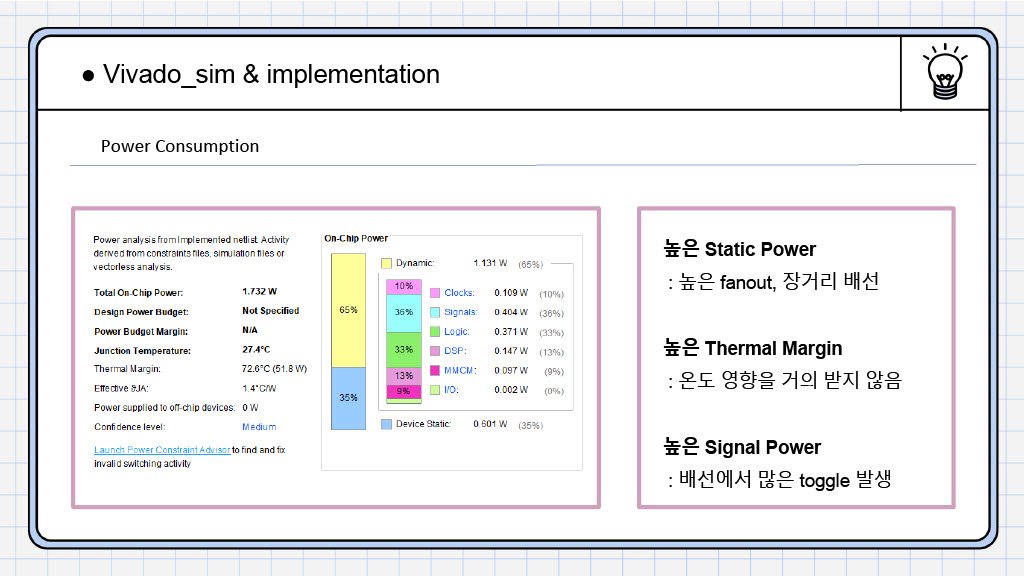 ● Vivado_sim & implementation
Power Consumption
Power analysis from Implemented netlist. Activity
derived from constraints files, simulation files or
vectorless analysis.
Total On-Chip Power: 1.732 W
Design Power Budget: Not Specified
Power Budget Margin: N/A
Junction Temperature: 27.4°C
Thermal Margin: 72.6°C (51.8 W)
Effective ϑJA: 1.4°C/W
Power supplied to off-chip devices: 0 W
Confidence level: Medium
Launch Power Constraint Advisor to find and fix
invalid switching activity
On-Chip Power
65%
35%
Dynamic: 1.131 W (65%)
10%
36%
33%
13%
9%
Clocks: 0.109 W (10%)
Signals: 0.404 W (36%)
Logic: 0.371 W (33%)
DSP: 0.147 W (13%)
MMCM: 0.097 W (9%)
I/O: 0.002 W (0%)
Device Static: 0.601 W (35%)
높은 Static Power
: 높은 fanout, 장거리 배선
높은 Thermal Margin
: 온도 영향을 거의 받지 않음
높은 Signal Power
: 배선에서 많은 toggle 발생